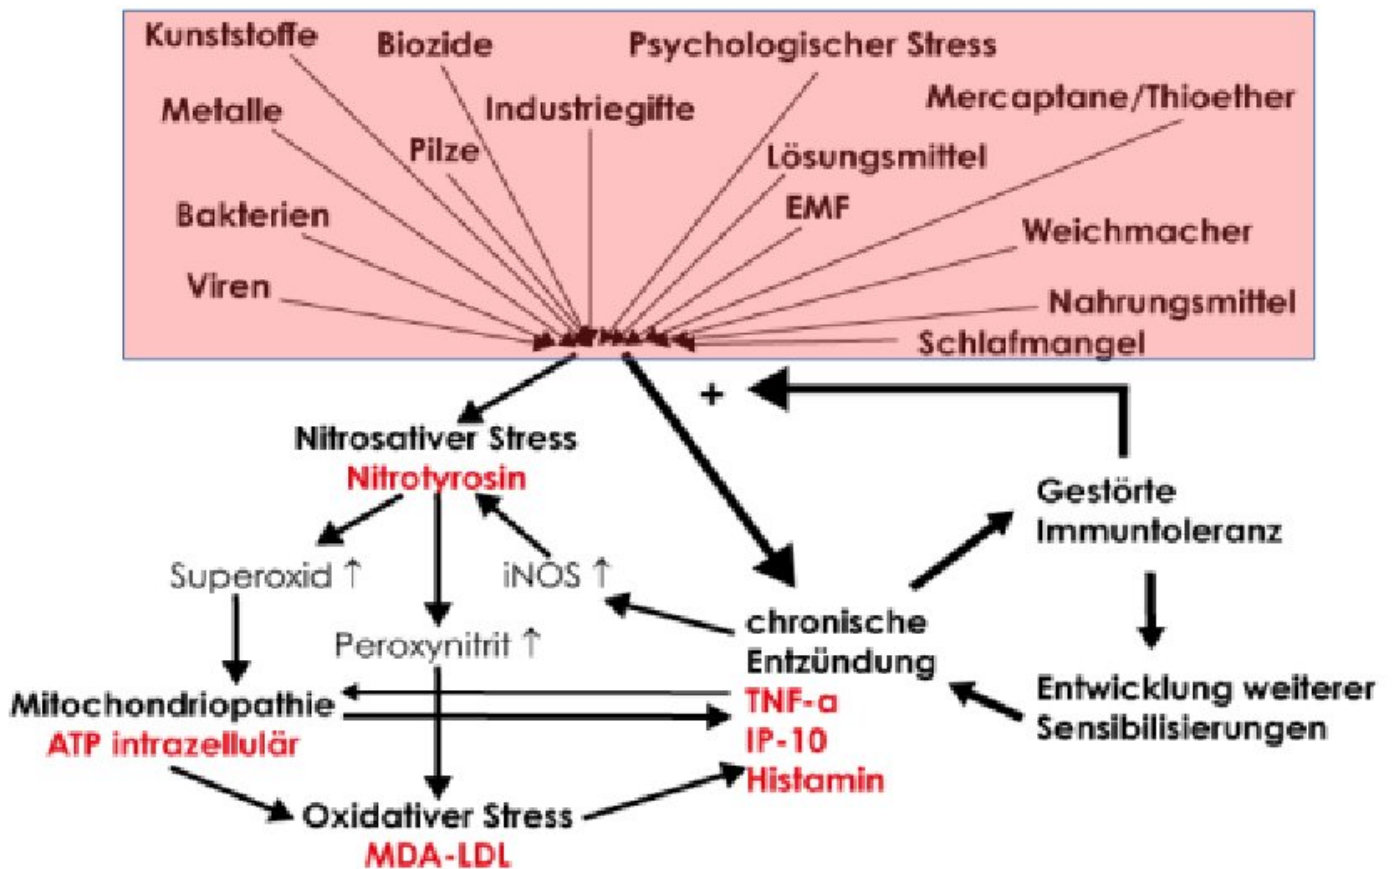 Kunststoffe
Biozide
Psychologischer Stress
Metalle
Industriegifte
Mercaptane/Thioether
Pilze
Lösungsmittel
Bakterien
EMF
Weichmacher
Viren
Nahrungsmittel
Schlafmangel
+
Nitrosativer Stress
Nitrotyrosin
Gestörte
Immuntoleranz
Superoxid ↑
iNOS ↑
Peroxynitrit ↑
chronische
Entzündung
TNF-a
IP-10
Histamin
Entwicklung weiterer
Sensibilisierungen
Mitochondriopathie
ATP intrazellulär
Oxidativer Stress
MDA-LDL